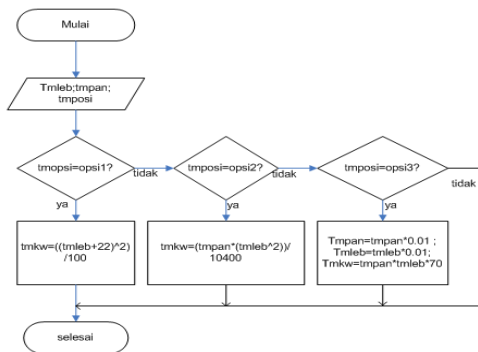 Mulai
Tmleb;tmpan;
tmposi
tmopsi=opsi1?
tidak
tmposi=opsi2?
tidak
tmposi=opsi3?
tidak
ya
ya
ya
tmkw=((tmleb+22)^2)
/100
tmkw=(tmpan*(tmleb^2))/
10400
Tmpan=tmpan*0.01 ;
Tmleb=tmleb*0.01;
Tmkw=tmpan*tmleb*70
selesai